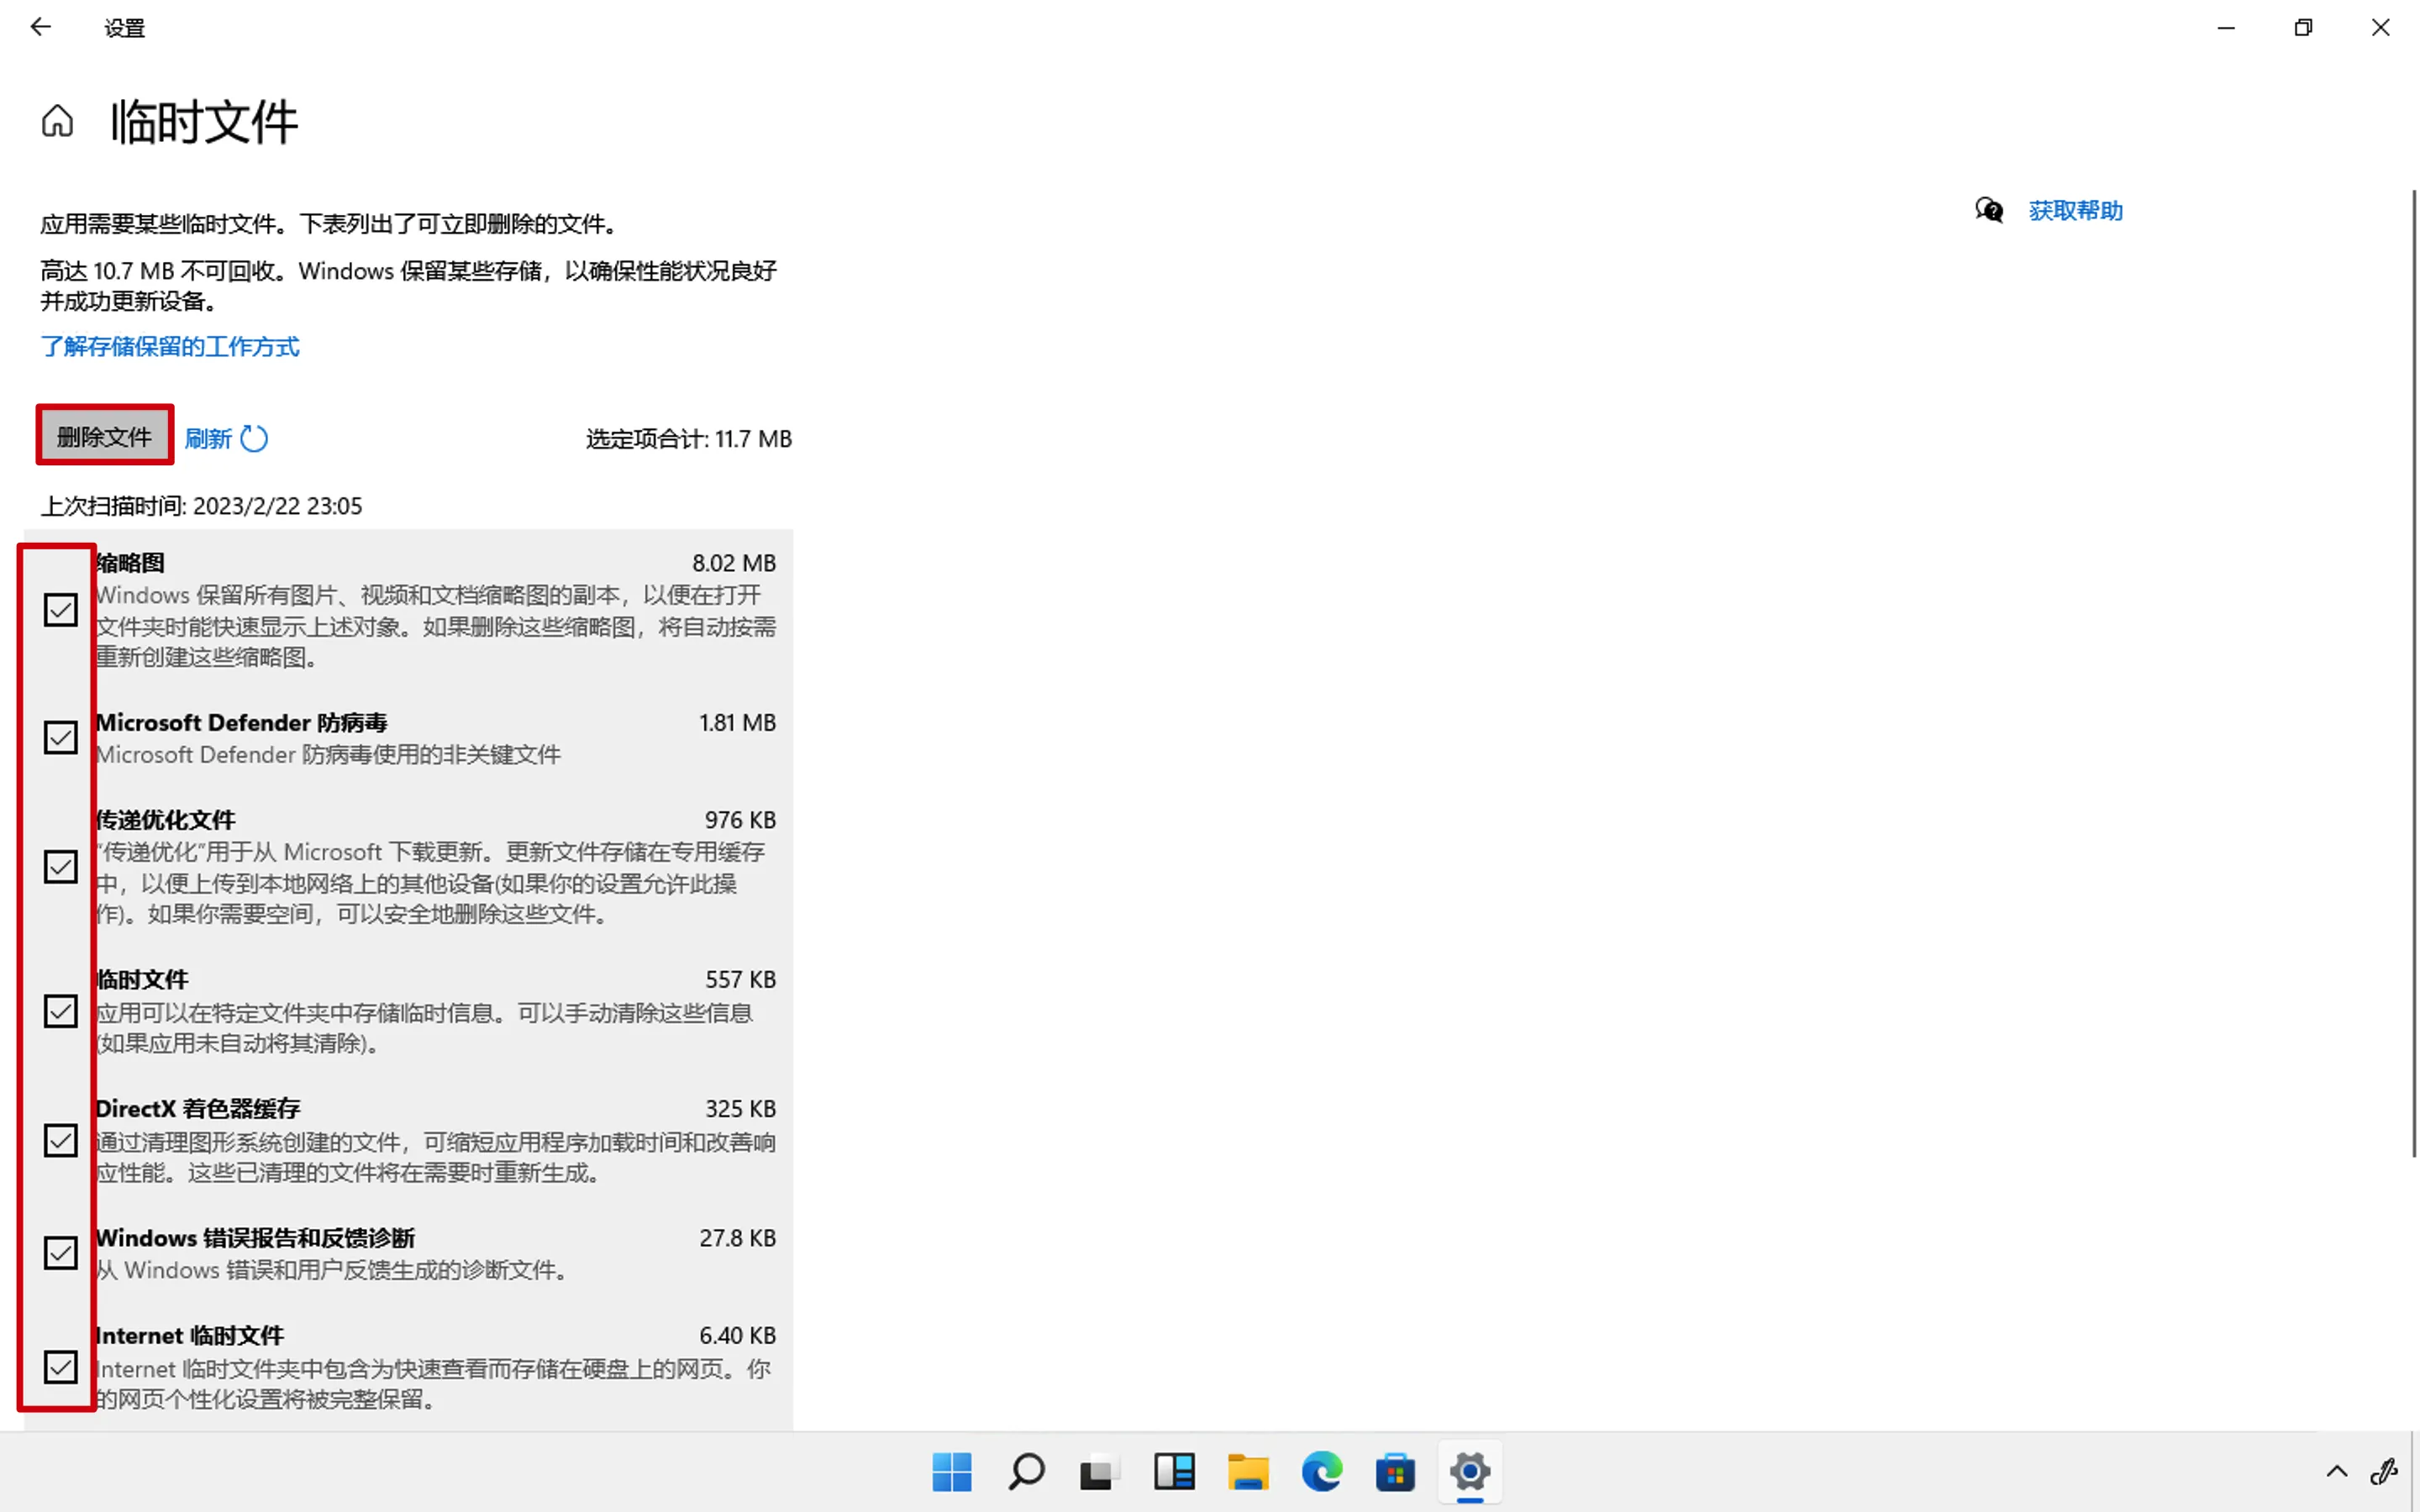 设置
临时文件
应用需要某些临时文件。下表列出了可立即删除的文件。
获取帮助
高达 10.7 MB 不可回收。Windows 保留某些存储，以确保性能状况良好
并成功更新设备。
了解存储保留的工作方式
删除文件 刷新 选定项合计: 11.7 MB
上次扫描时间: 2023/2/22 23:05
缩略图 8.02 MB
Windows 保留所有图片、视频和文档缩略图的副本，以便在打开
文件夹时能快速显示上述对象。如果删除这些缩略图，将自动按需
重新创建这些缩略图。
Microsoft Defender 防病毒 1.81 MB
Microsoft Defender 防病毒使用的非关键文件
传递优化文件 976 KB
“传递优化”用于从 Microsoft 下载更新。更新文件存储在专用缓存
中，以便上传到本地网络上的其他设备(如果你的设置允许此操
作)。如果你需要空间，可以安全地删除这些文件。
临时文件 557 KB
应用可以在特定文件夹中存储临时信息。可以手动清除这些信息
(如果应用未自动将其清除)。
DirectX 着色器缓存 325 KB
通过清理图形系统创建的文件，可缩短应用程序加载时间和改善响
应性能。这些已清理的文件将在需要时重新生成。
Windows 错误报告和反馈诊断 27.8 KB
从 Windows 错误和用户反馈生成的诊断文件。
Internet 临时文件 6.40 KB
Internet 临时文件夹中包含为快速查看而存储在硬盘上的网页。你
的网页个性化设置将被完整保留。